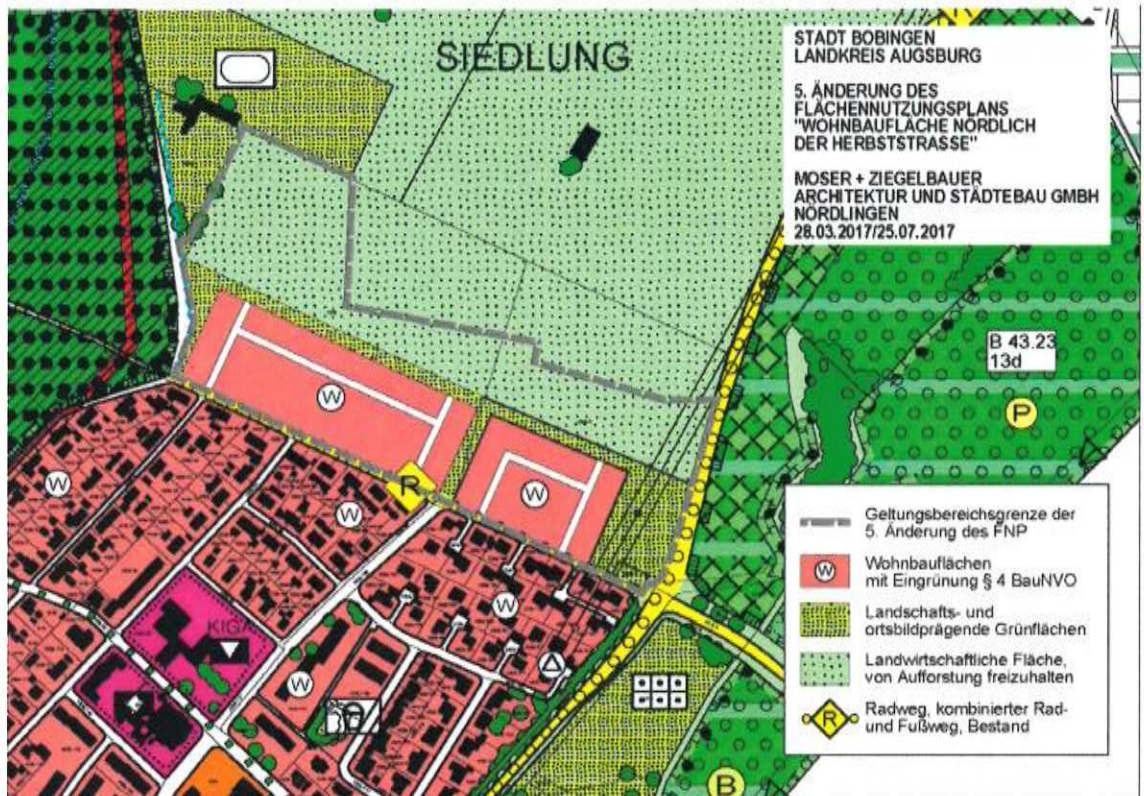 SIEDLUNG
STADT BOBINGEN
LANDKREIS AUGSBURG
5. ÄNDERUNG DES
FLÄCHENNUTZUNGSPLANS
"WOHNBAUFLÄCHE NÖRDLICH
DER HERBSTSTRASSE"
MOSER + ZIEGELBAUER
ARCHITEKTUR UND STÄDTEBAU GMBH
NÖRDLINGEN
28.03.2017/25.07.2017
B 43.23
13d
P
W
R
W
W
W
W
KIGA
W
B
Geltungsbereichsgrenze der
5. Änderung des FNP
W
Wohnbauflächen
mit Eingrünung § 4 BauNVO
Landschafts- und
ortsbildprägende Grünflächen
Landwirtschaftliche Fläche,
von Aufforstung freizuhalten
R
Radweg, kombinierter Rad-
und Fußweg, Bestand